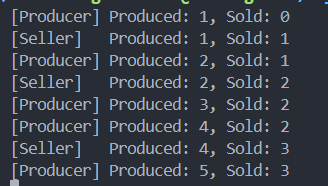 [Producer] Produced: 1, Sold: 0
[Seller]   Produced: 1, Sold: 1
[Producer] Produced: 2, Sold: 1
[Seller]   Produced: 2, Sold: 2
[Producer] Produced: 3, Sold: 2
[Producer] Produced: 4, Sold: 2
[Seller]   Produced: 4, Sold: 3
[Producer] Produced: 5, Sold: 3